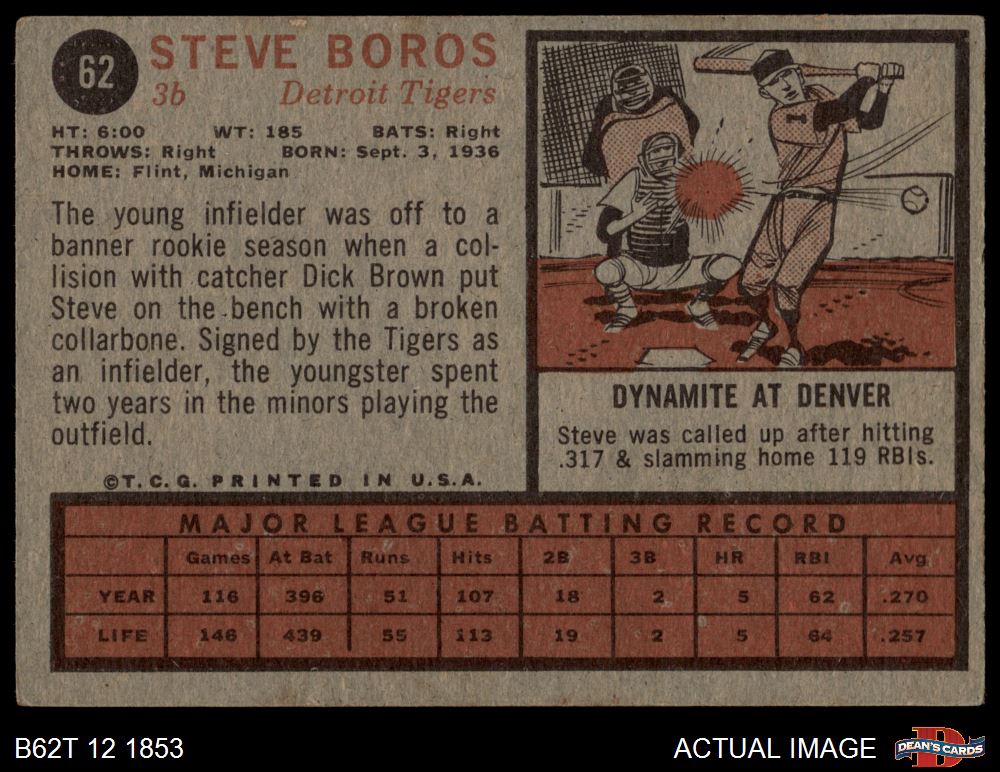 62
STEVE BOROS
3b Detroit Tigers
HT: 6:00 WT: 185 BATS: Right
THROWS: Right BORN: Sept. 3, 1936
HOME: Flint, Michigan
The young infielder was off to a
banner rookie season when a col-
lision with catcher Dick Brown put
Steve on the bench with a broken
collarbone. Signed by the Tigers as
an infielder, the youngster spent
two years in the minors playing the
outfield.
©T.C.G. PRINTED IN U.S.A.
DYNAMITE AT DENVER
Steve was called up after hitting
.317 & slamming home 119 RBIs.
MAJOR LEAGUE BATTING RECORD
Games At Bat Runs Hits 2B 3B HR RBI Avg
YEAR 116 396 51 107 18 2 5 62 .270
LIFE 146 439 55 113 19 2 5 64 .257
B62T 12 1853
ACTUAL IMAGE
D
DEAN'S CARDS